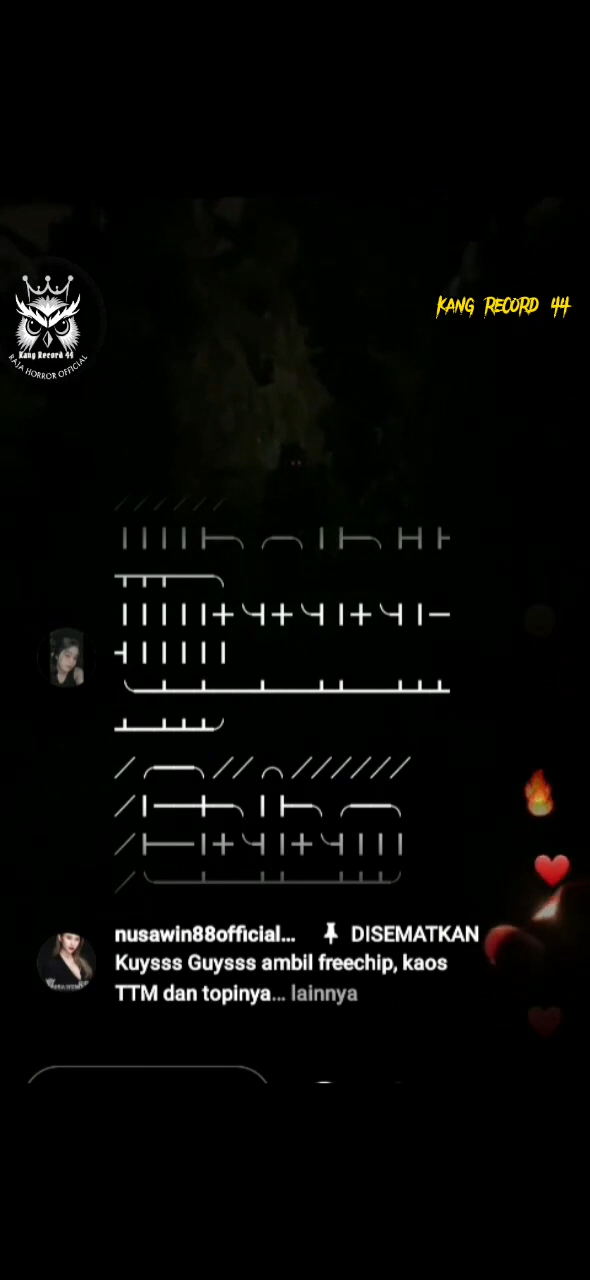 Kang Record 44
RAJA HORROR OFFICIAL
KANG RECORD 44
nusawin88official... DISEMATKAN
Kuysss Guysss ambil freechip, kaos
TTM dan topinya... lainnya